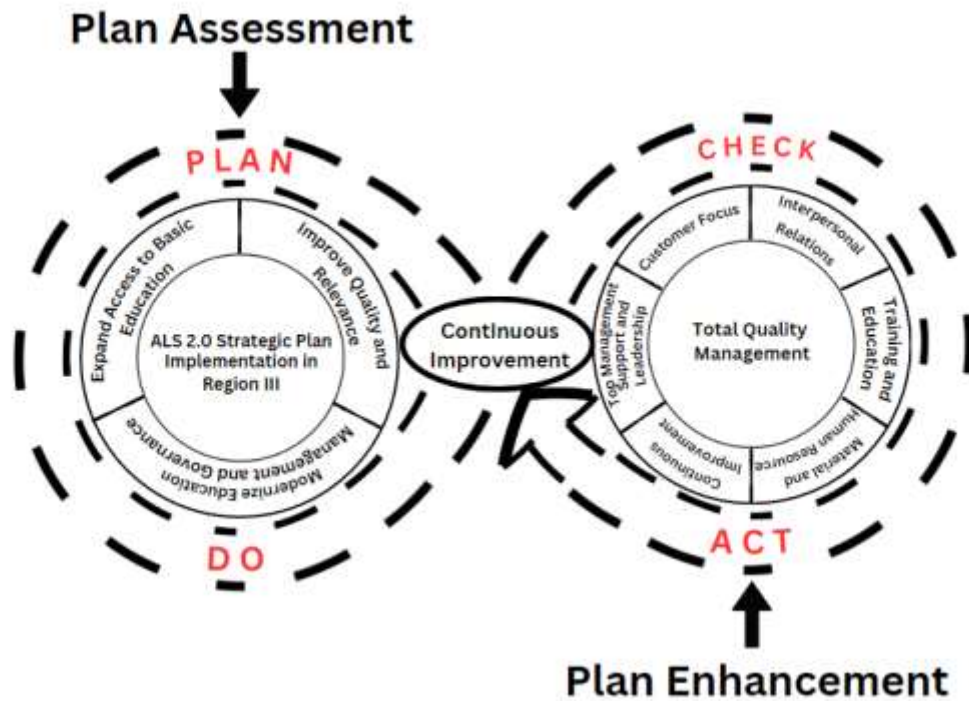 Plan Assessment
PLAN
Expand Access to Basic
Education
Improve Quality and
Relevance
ALS 2.0 Strategic Plan
Implementation in
Region III
Modernize Education
Management and Governance
DO
Continuous
Improvement
CHECK
Customer Focus
Interpersonal
Relations
Top Management
Support and
Leadership
Total Quality
Management
Training and
Education
Continuous
Improvement
Material and
Human Resource
ACT
Plan Enhancement